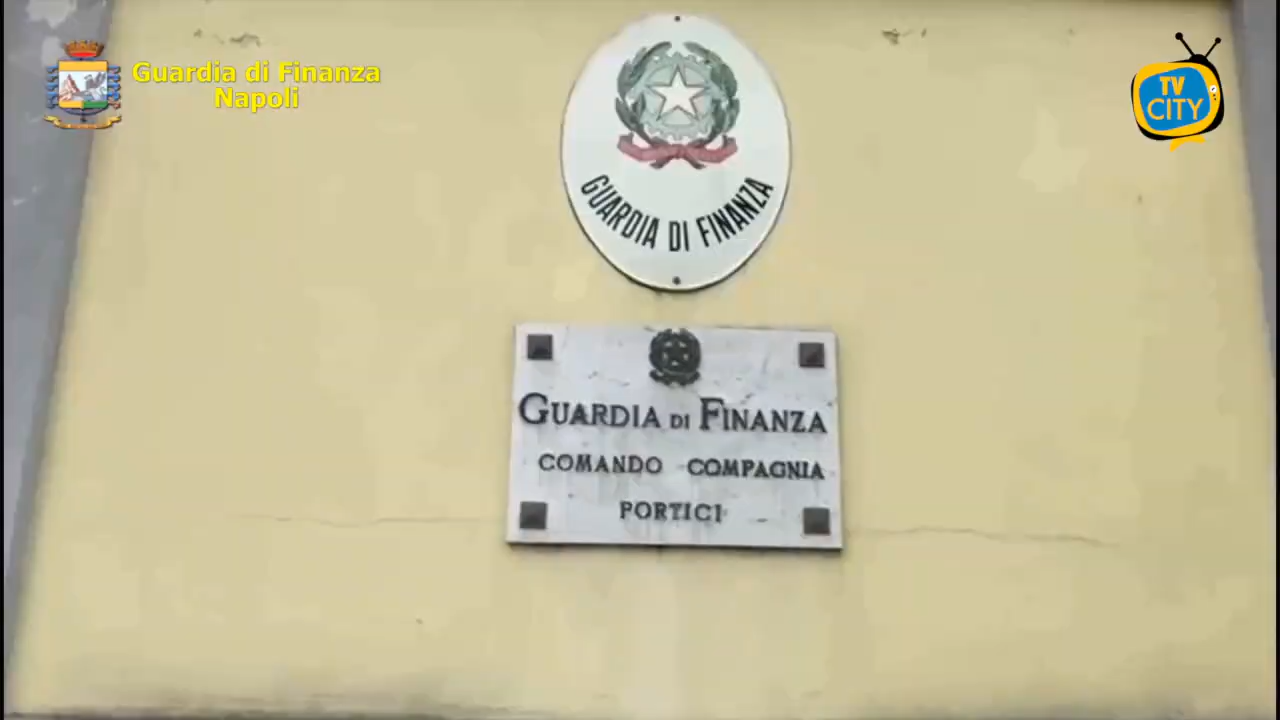 Guardia di Finanza
Napoli
TV
CITY
GUARDIA DI FINANZA
GUARDIA DI FINANZA
COMANDO COMPAGNIA
PORTICI